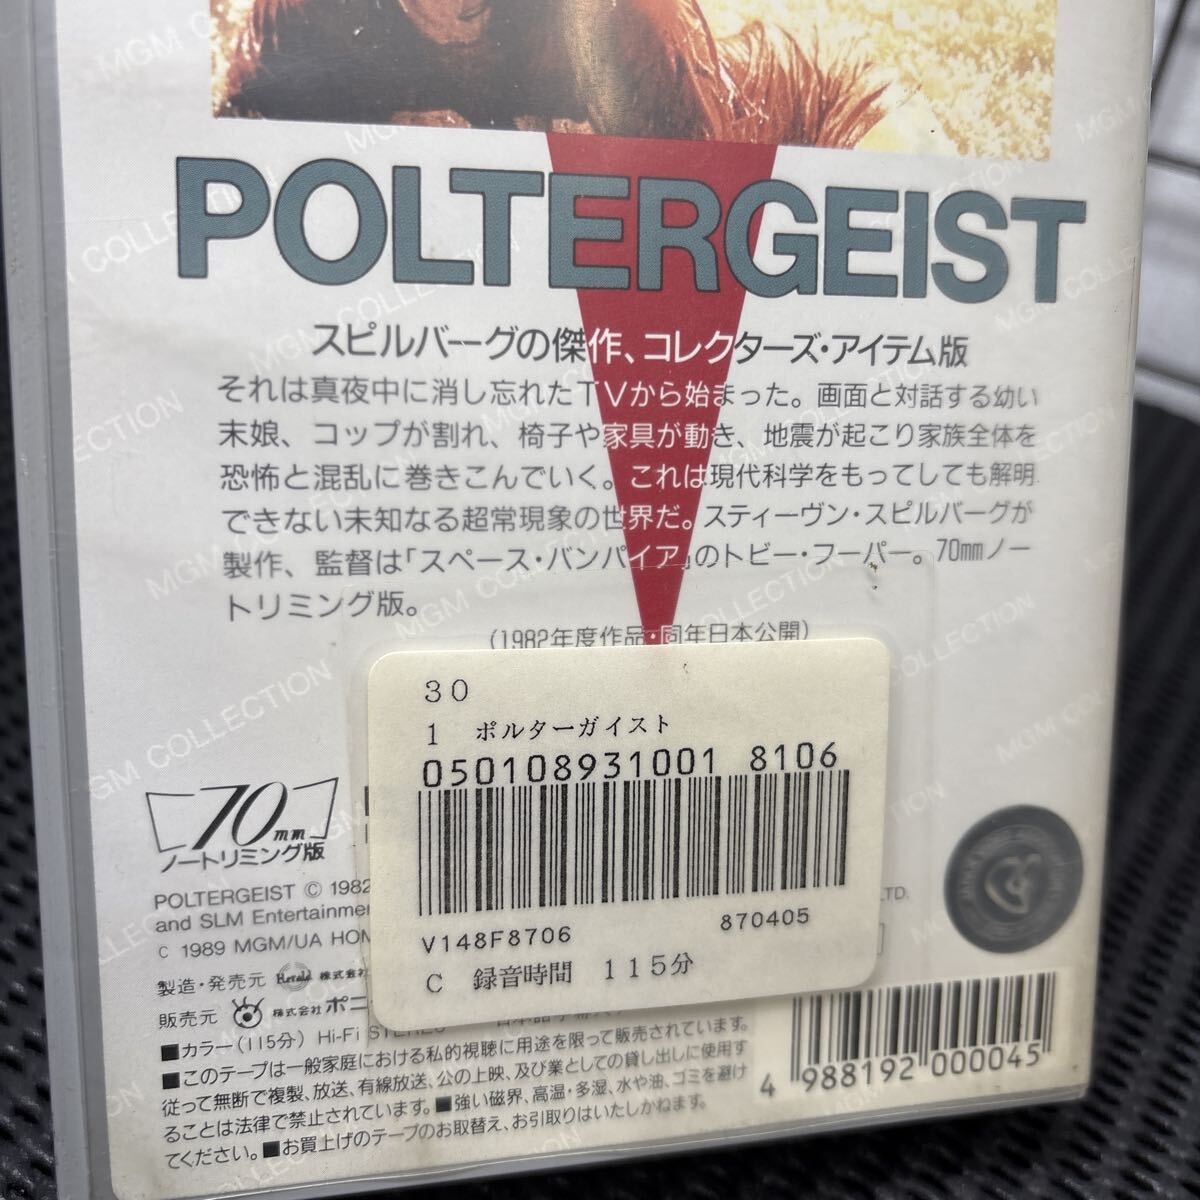 POLTERGEIST
スピルバーグの傑作、コレクターズ・アイテム版
それは真夜中に消し忘れたTVから始まった。画面と対話する幼い
末娘、コップが割れ、椅子や家具が動き、地震が起こり家族全体を
恐怖と混乱に巻きこんでいく。これは現代科学をもってしても解明
できない未知なる超常現象の世界だ。スティーヴン・スピルバーグが
製作、監督は「スペース・バンパイア」のトビー・フーパー。70mmノー
トリミング版。
(1982年度作品・同年日本公開)
30
1 ポルターガイスト
050108931001 8106
V148F8706 870405
C 録音時間 115分
70mm
ノートリミング版
POLTERGEIST © 1982
and SLM Entertainme
LTD.
C 1989 MGM/UA HOM
製造・発売元 Herald 株式会社
販売元 株式会社ポニ
■カラー(115分) Hi-Fi STEREO
■このテープは一般家庭における私的視聴に用途を限って販売されています。
従って無断で複製、放送、有線放送、公の上映、及び業としての貸し出しに使用す
ることは法律で禁止されています。■強い磁界、高温・多湿、水や油、ゴミを避け
てください。■お買上げのテープのお取替え、お引取りはいたしかねます。
4 988192 000045
MGM COLLECTION